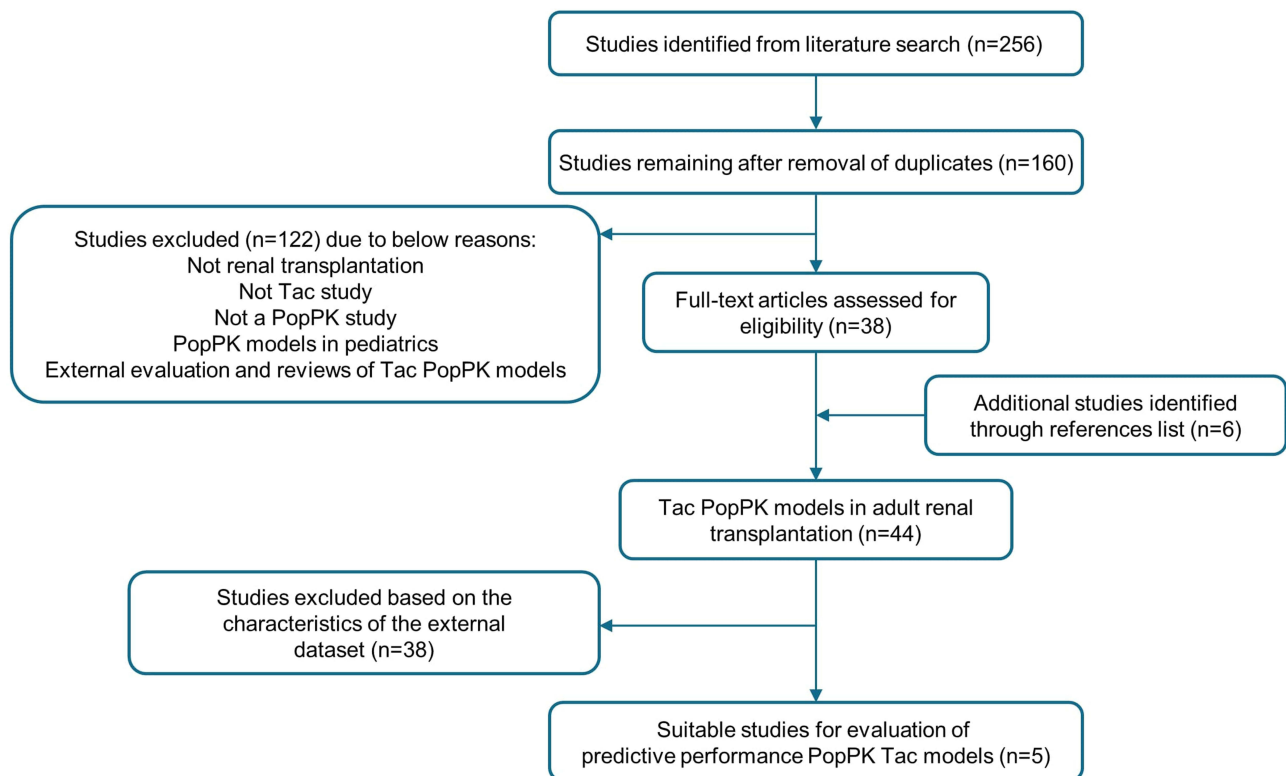 Studies identified from literature search (n=256)
Studies remaining after removal of duplicates (n=160)
Studies excluded (n=122) due to below reasons:
Not renal transplantation
Not Tac study
Not a PopPK study
PopPK models in pediatrics
External evaluation and reviews of Tac PopPK models
Full-text articles assessed for
eligibility (n=38)
Additional studies identified
through references list (n=6)
Tac PopPK models in adult renal
transplantation (n=44)
Studies excluded based on the
characteristics of the external
dataset (n=38)
Suitable studies for evaluation of
predictive performance PopPK Tac models (n=5)